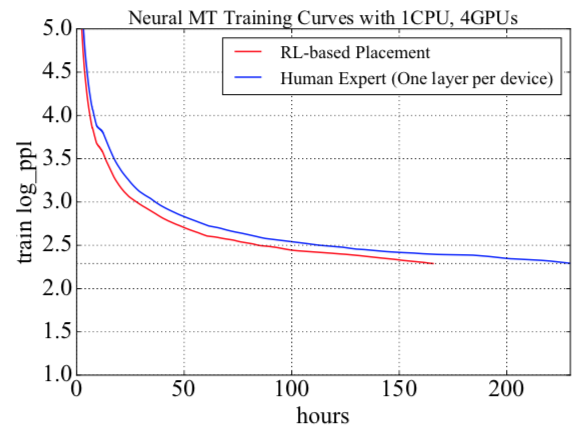 Neural MT Training Curves with 1CPU, 4GPUs
RL-based Placement
Human Expert (One layer per device)
train log_ppl
5.0
4.5
4.0
3.5
3.0
2.5
2.0
1.5
1.0
0
50
100
150
200
hours